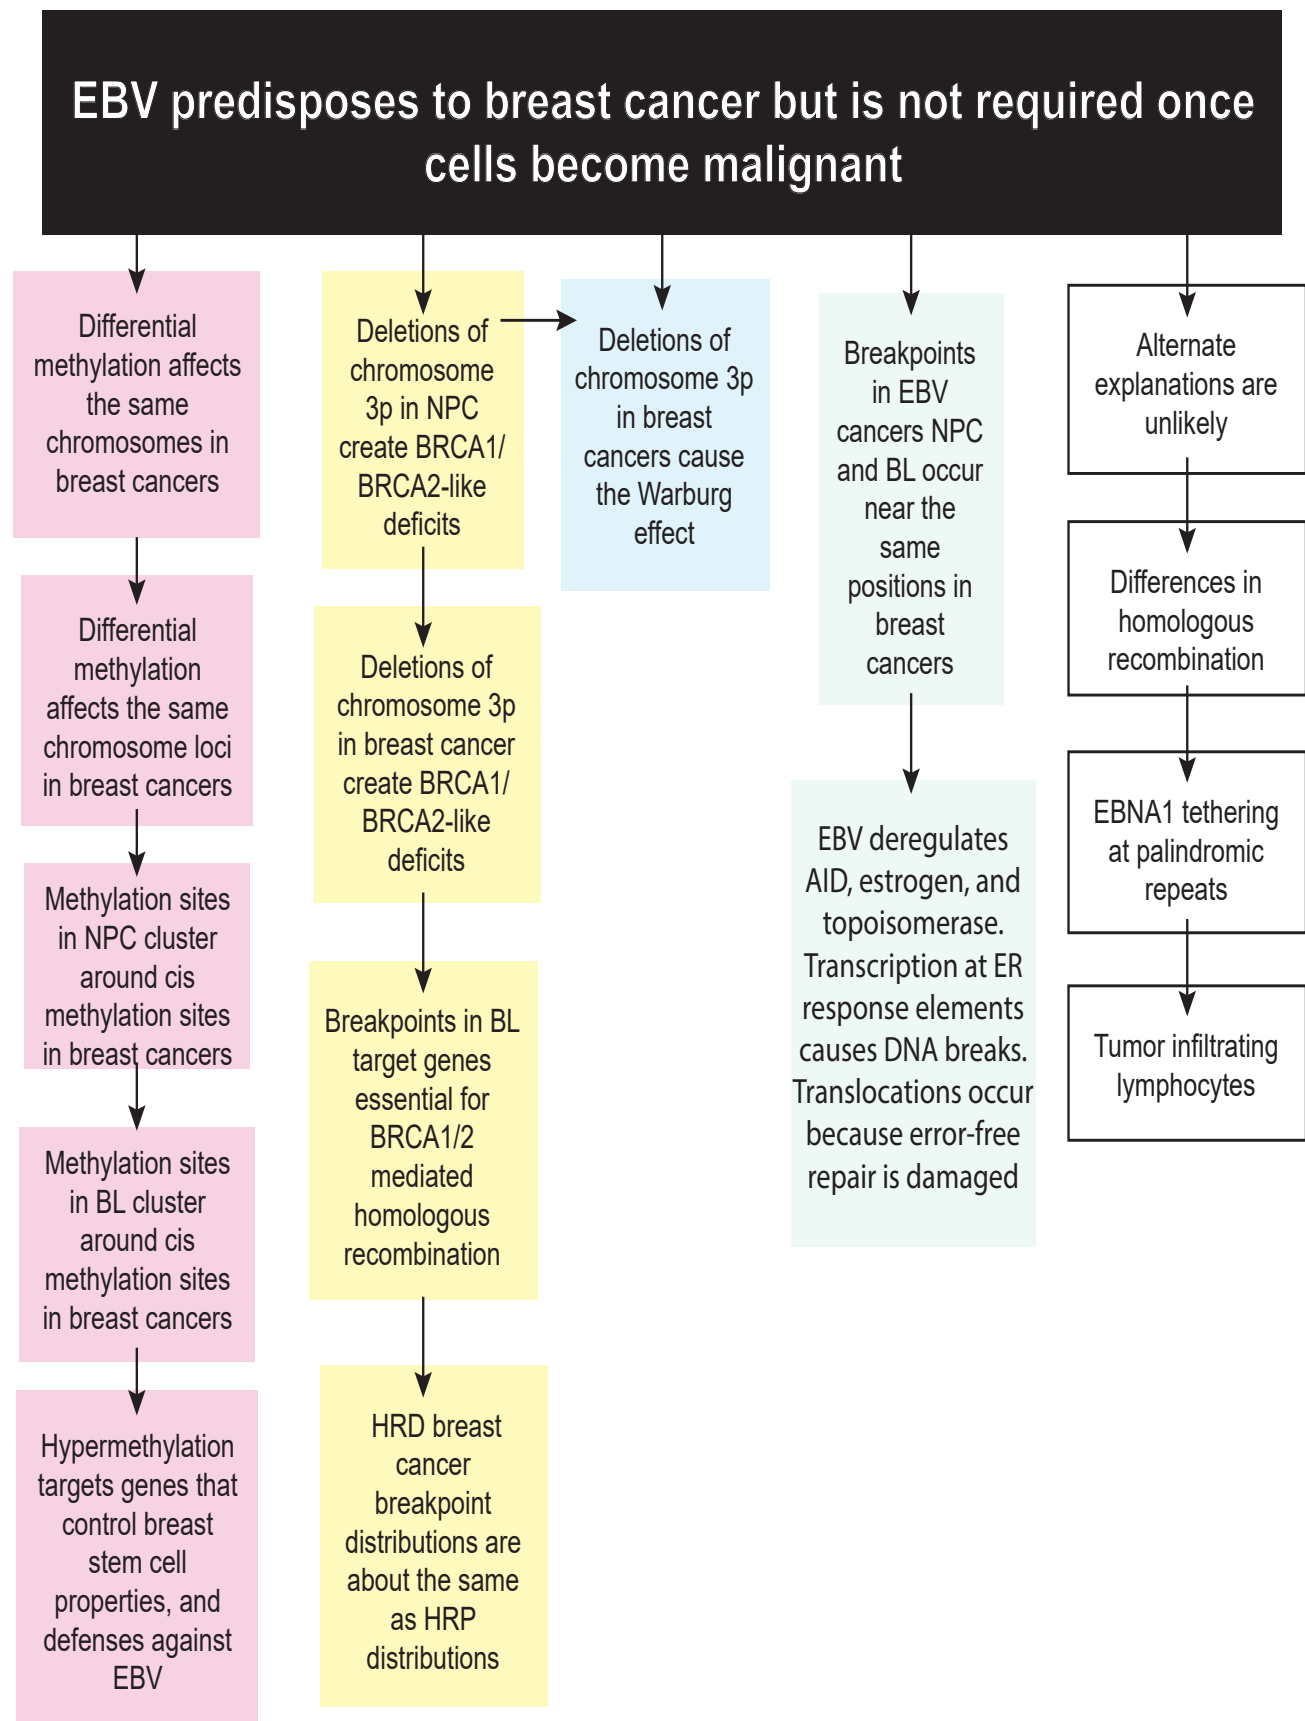 EBV predisposes to breast cancer but is not required once
cells become malignant
Differential
methylation affects
the same
chromosomes in
breast cancers
Differential
methylation
affects the same
chromosome loci
in breast cancers
Methylation sites
in NPC cluster
around cis
methylation sites
in breast cancers
Methylation sites
in BL cluster
around cis
methylation sites
in breast cancers
Hypermethylation
targets genes that
control breast
stem cell
properties, and
defenses against
EBV
Deletions of
chromosome
3p in NPC
create BRCA1/
BRCA2-like
deficits
Deletions of
chromosome 3p
in breast cancer
create BRCA1/
BRCA2-like
deficits
Breakpoints in BL
target genes
essential for
BRCA1/2
mediated
homologous
recombination
HRD breast
cancer
breakpoint
distributions are
about the same
as HRP
distributions
Deletions of
chromosome 3p
in breast
cancers cause
the Warburg
effect
Breakpoints
in EBV
cancers NPC
and BL occur
near the
same
positions in
breast
cancers
EBV deregulates
AID, estrogen, and
topoisomerase.
Transcription at ER
response elements
causes DNA breaks.
Translocations occur
because error-free
repair is damaged
Alternate
explanations are
unlikely
Differences in
homologous
recombination
EBNA1 tethering
at palindromic
repeats
Tumor infiltrating
lymphocytes